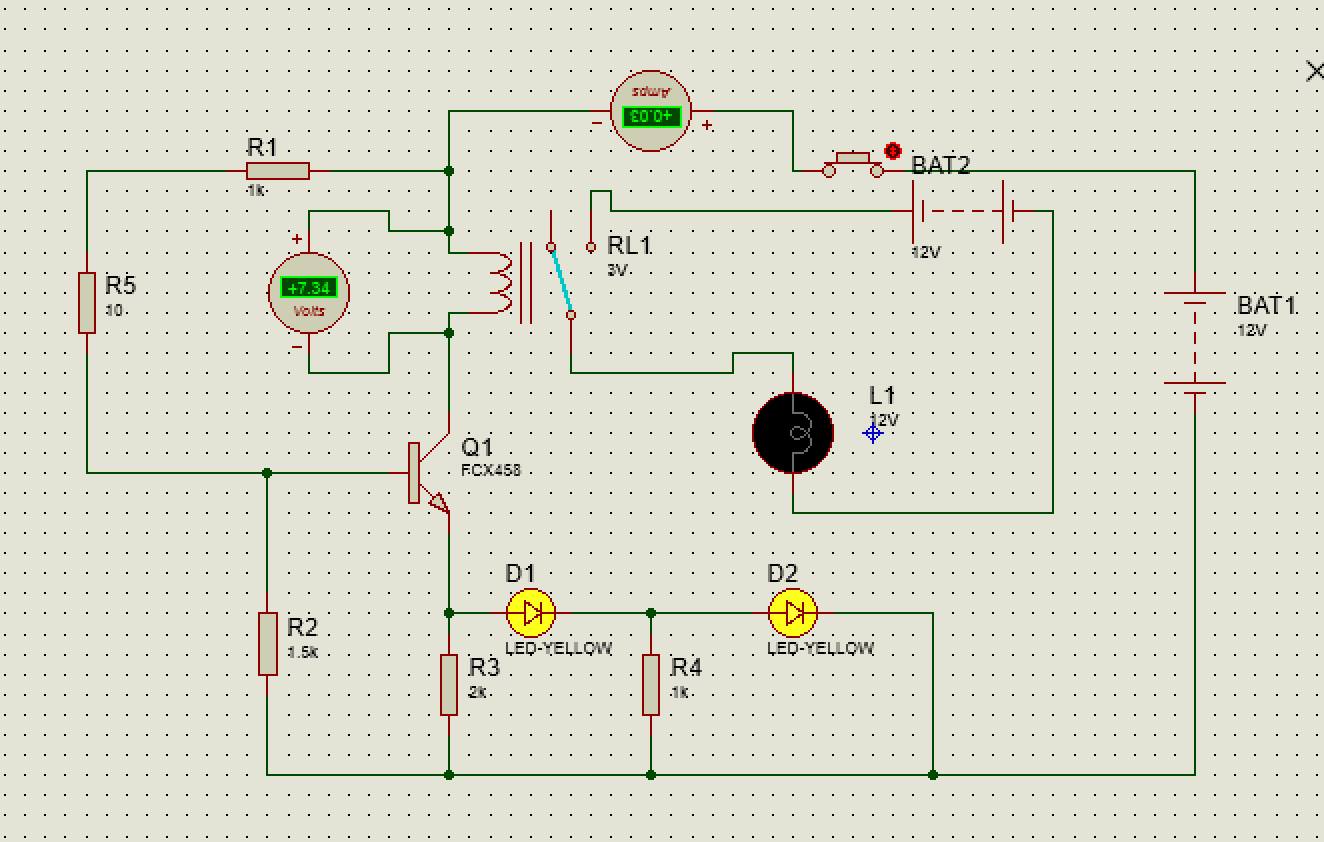 Amps
+0.03
−
+
R1
1k
BAT2
12V
+
RL1
3V
+7.34
Volts
−
R5
10
BAT1
12V
L1
12V
Q1
FCX458
D1
LED-YELLOW
D2
LED-YELLOW
R2
1.5k
R3
2k
R4
1k